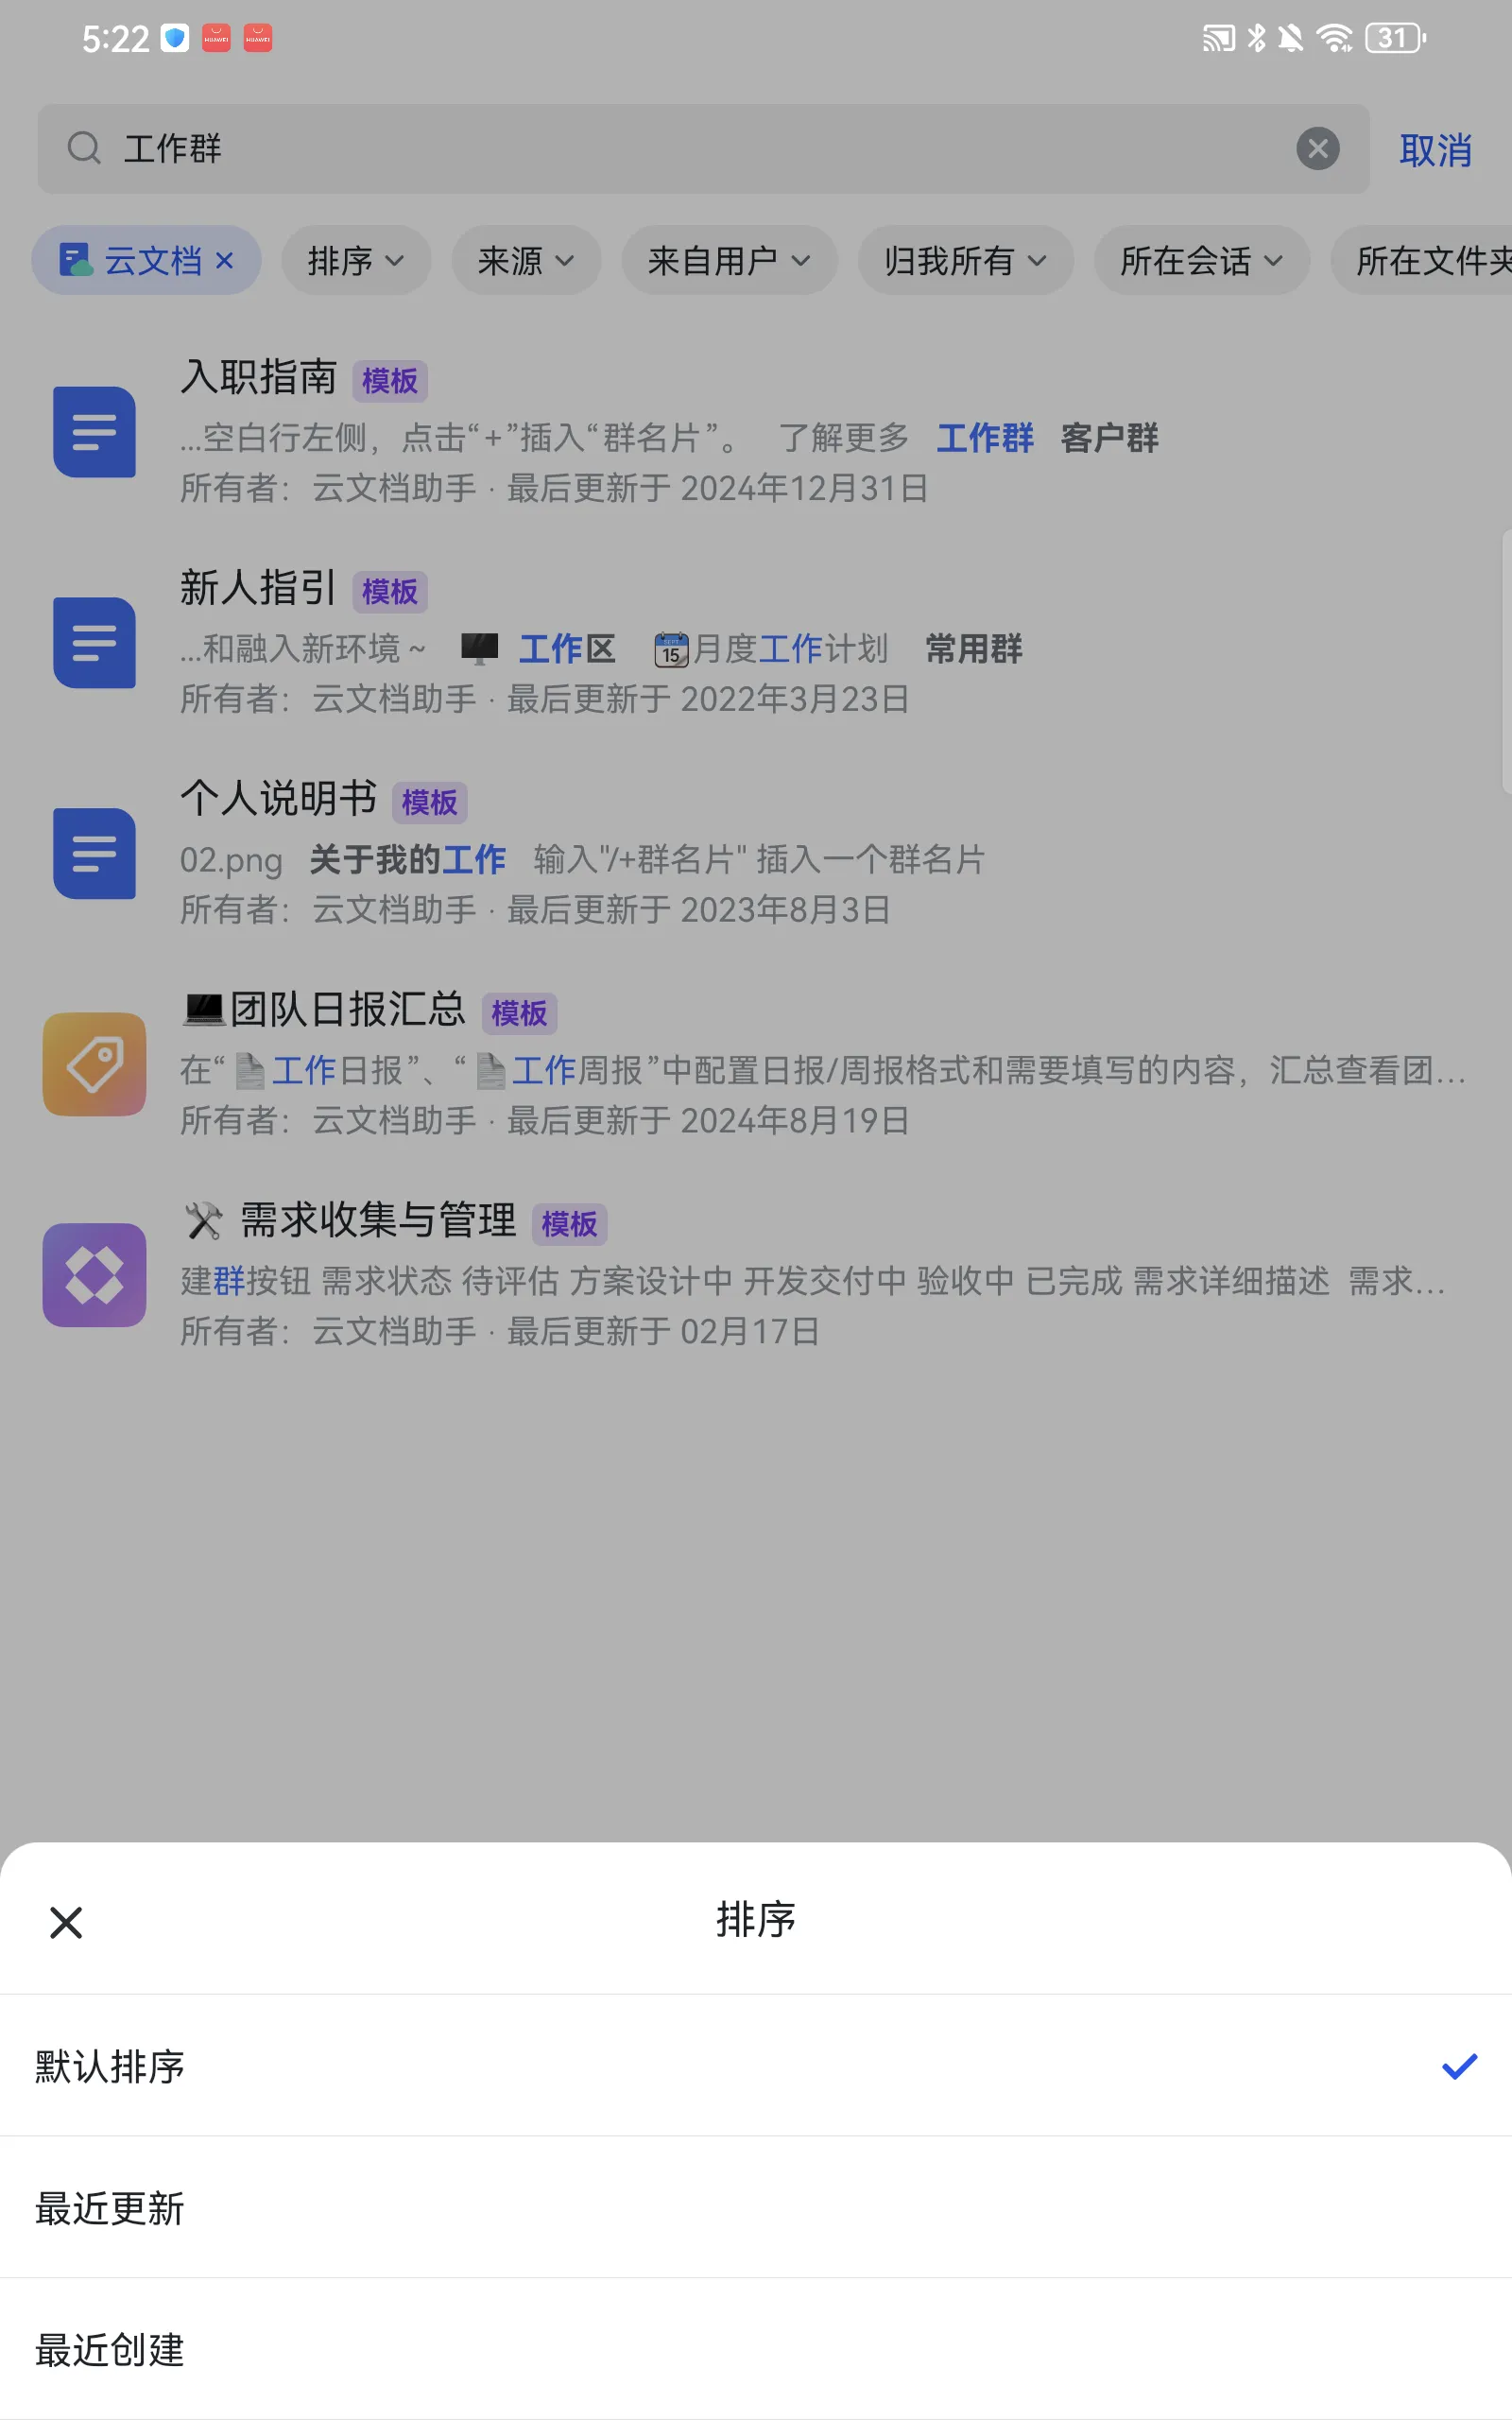 5:22 HUAWEI HUAWEI 31
工作群 取消
云文档 排序 来源 来自用户 归我所有 所在会话 所在文件夹
入职指南 模板
...空白行左侧，点击“+”插入“群名片”。 了解更多 工作群 客户群
所有者：云文档助手 · 最后更新于 2024年12月31日
新人指引 模板
...和融入新环境 ~ 🖥️ 工作区 📅月度工作计划 常用群
所有者：云文档助手 · 最后更新于 2022年3月23日
个人说明书 模板
02.png 关于我的工作 输入"/+群名片" 插入一个群名片
所有者：云文档助手 · 最后更新于 2023年8月3日
💻团队日报汇总 模板
在“📄工作日报”、“📄工作周报”中配置日报/周报格式和需要填写的内容，汇总查看团...
所有者：云文档助手 · 最后更新于 2024年8月19日
🛠️ 需求收集与管理 模板
建群按钮 需求状态 待评估 方案设计中 开发交付中 验收中 已完成 需求详细描述 需求...
所有者：云文档助手 · 最后更新于 02月17日
排序
默认排序
最近更新
最近创建